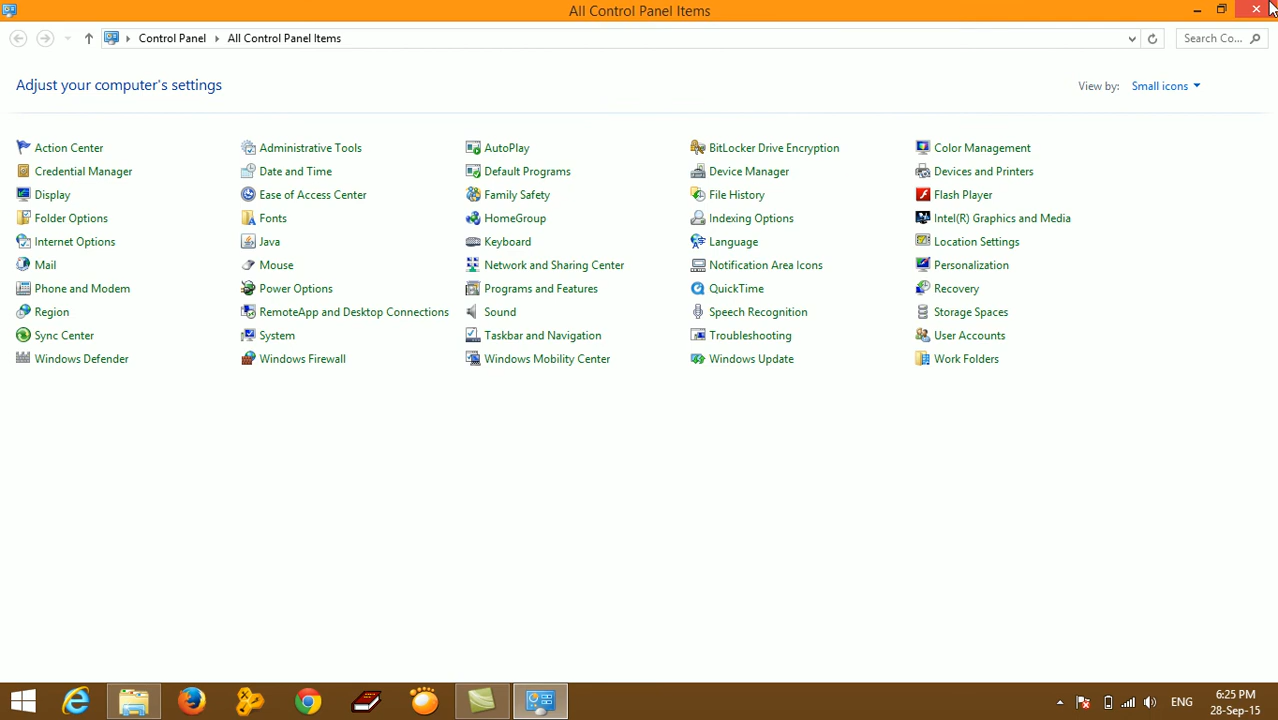 All Control Panel Items
Control Panel
All Control Panel Items
Search Co...
Adjust your computer's settings
View by:
Small icons
Action Center
Administrative Tools
AutoPlay
BitLocker Drive Encryption
Color Management
Credential Manager
Date and Time
Default Programs
Device Manager
Devices and Printers
Display
Ease of Access Center
Family Safety
File History
Flash Player
Folder Options
Fonts
HomeGroup
Indexing Options
Intel(R) Graphics and Media
Internet Options
Java
Keyboard
Language
Location Settings
Mail
Mouse
Network and Sharing Center
Notification Area Icons
Personalization
Phone and Modem
Power Options
Programs and Features
QuickTime
Recovery
Region
RemoteApp and Desktop Connections
Sound
Speech Recognition
Storage Spaces
Sync Center
System
Taskbar and Navigation
Troubleshooting
User Accounts
Windows Defender
Windows Firewall
Windows Mobility Center
Windows Update
Work Folders
ENG
6:25 PM
28-Sep-15